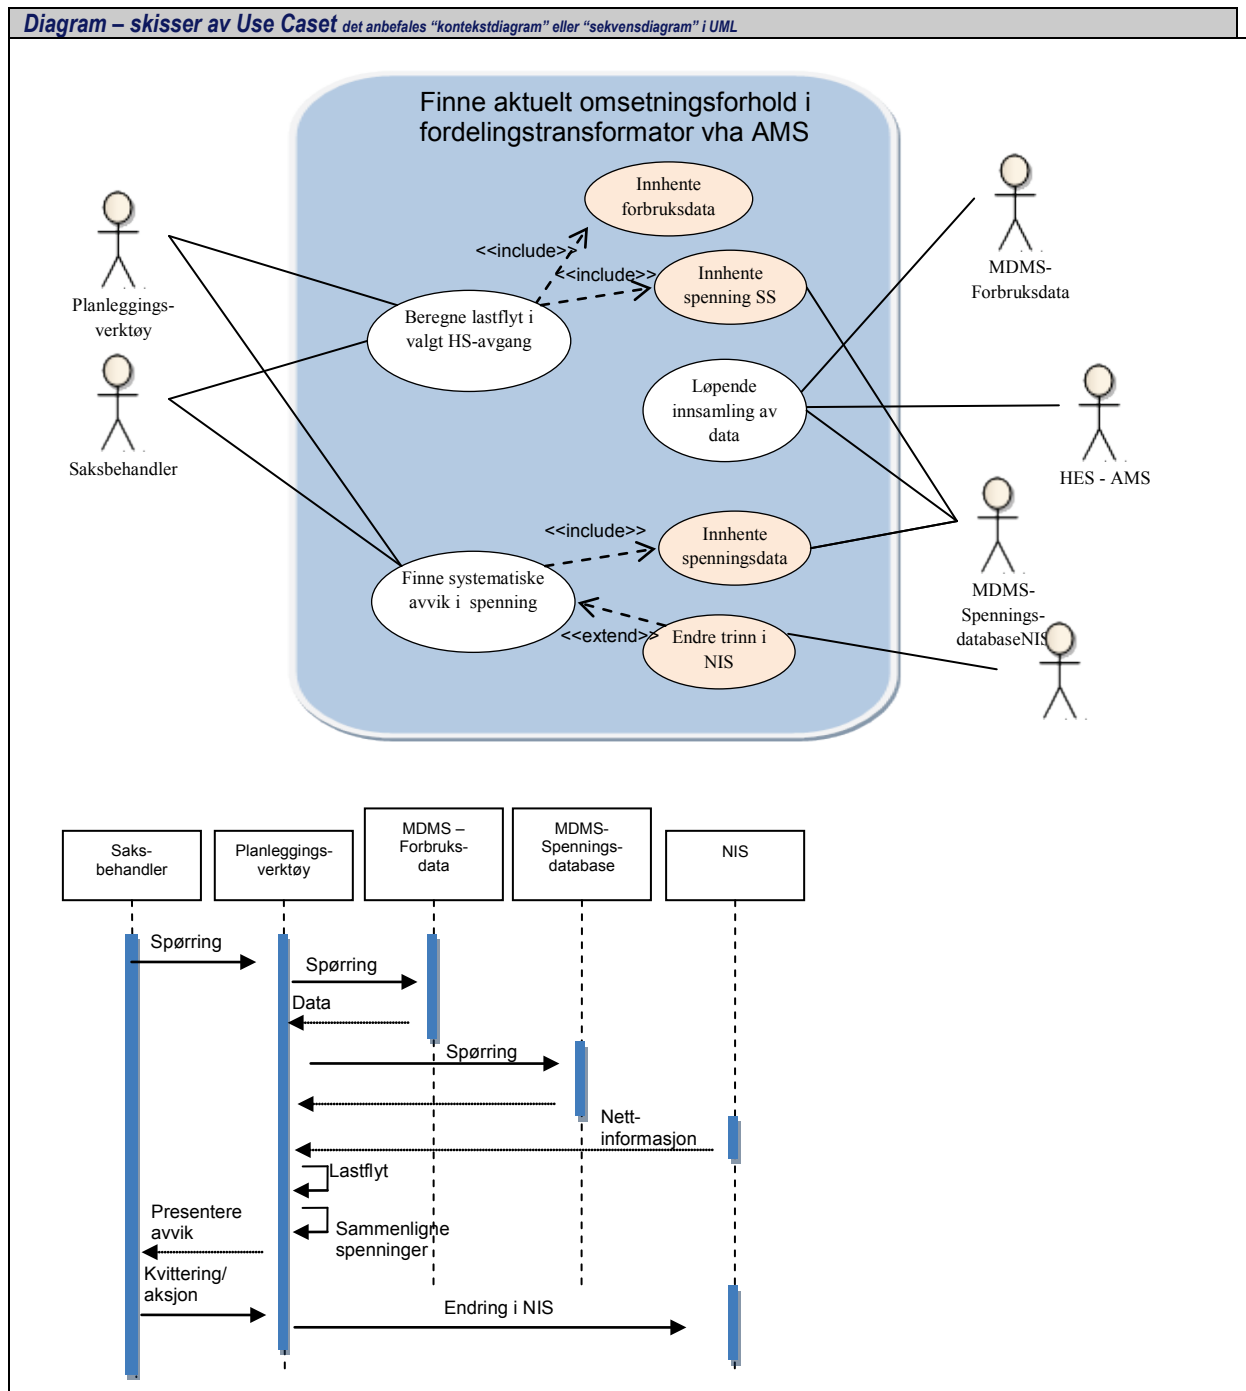 Diagram – skisser av Use Caset det anbefales “kontekstdiagram” eller “sekvensdiagram” i UML
Finne aktuelt omsetningsforhold i
fordelingstransformator vha AMS
Innhente
forbruksdata
<<include>>
<<include>>
Innhente
spenning SS
Planleggings-
verktøy
Beregne lastflyt i
valgt HS-avgang
MDMS-
Forbruksdata
Løpende
innsamling av
data
Saksbehandler
HES - AMS
<<include>>
Innhente
spenningsdata
Finne systematiske
avvik i spenning
<<extend>>
Endre trinn i
NIS
MDMS-
Spennings-
databaseNIS
Saks-
behandler
Planleggings-
verktøy
MDMS –
Forbruks-
data
MDMS-
Spennings-
database
NIS
Spørring
Spørring
Data
Spørring
Nett-
informasjon
Lastflyt
Sammenligne
spenninger
Presentere
avvik
Kvittering/
aksjon
Endring i NIS